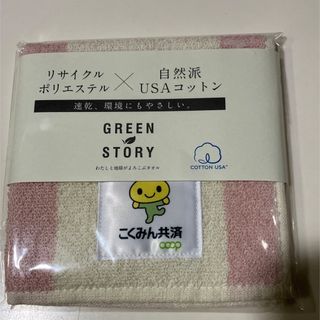 リサイクル
ポリエステル
×
自然派
USAコットン
速乾、環境にもやさしい。
GREEN
STORY
わたしと地球がよろこぶタオル
COTTON USA
こくみん共済
coop